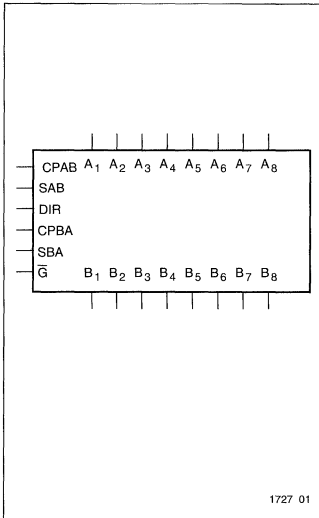 CPAB A₁ A₂ A₃ A₄ A₅ A₆ A₇ A₈
SAB
DIR
CPBA
SBA
G̅ B₁ B₂ B₃ B₄ B₅ B₆ B₇ B₈
1727 01